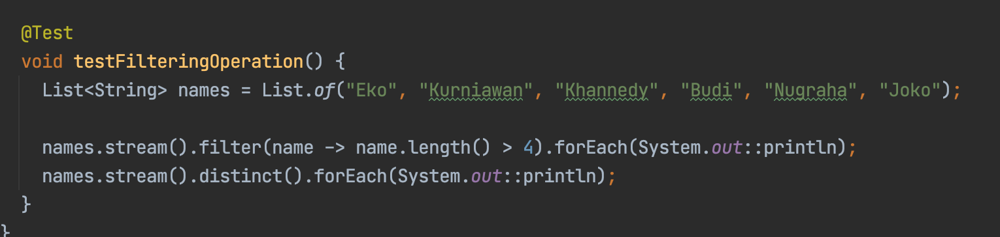 @Test
void testFilteringOperation() {
List<String> names = List.of("Eko", "Kurniawan", "Khannedy", "Budi", "Nugraha", "Joko");
names.stream().filter(name -> name.length() > 4).forEach(System.out::println);
names.stream().distinct().forEach(System.out::println);
}
}